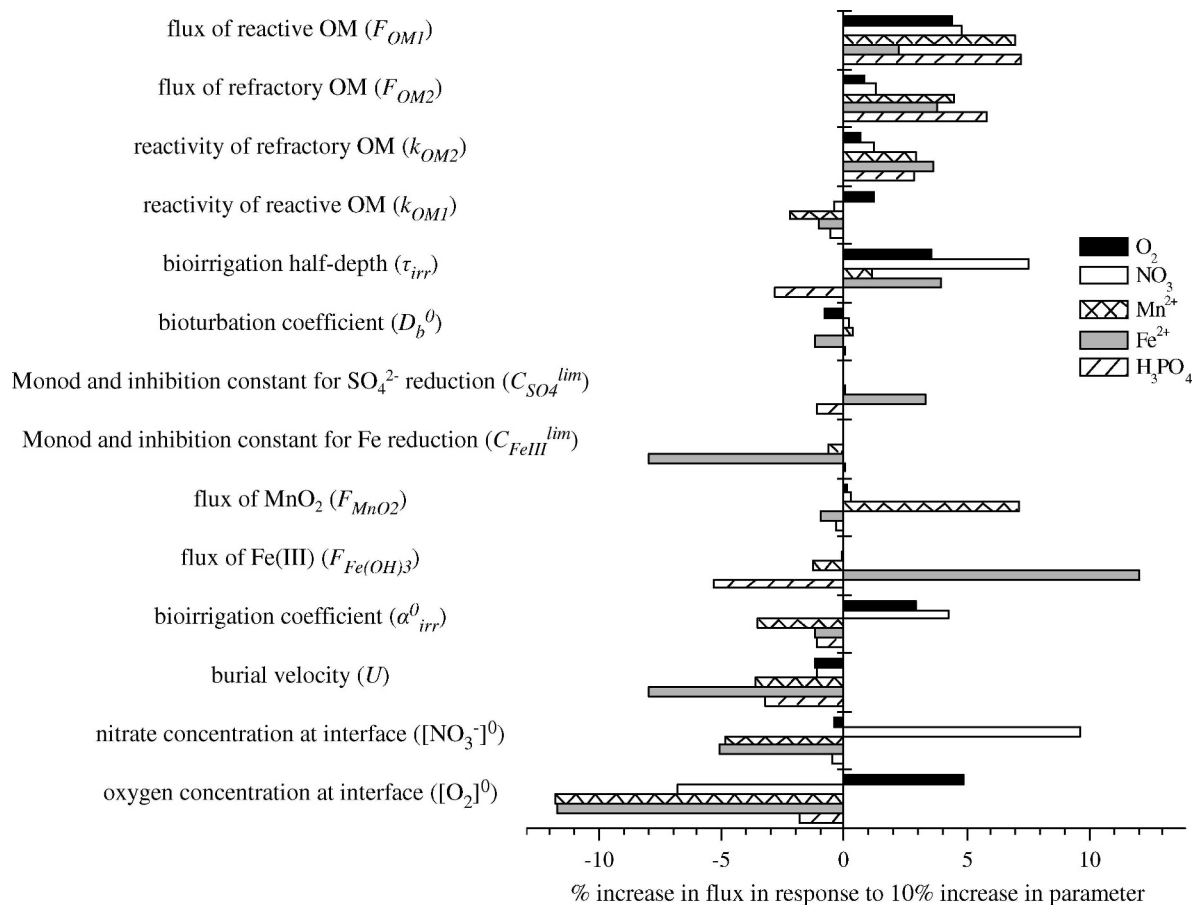 flux of reactive OM (F_OM1)
flux of refractory OM (F_OM2)
reactivity of refractory OM (k_OM2)
reactivity of reactive OM (k_OM1)
bioirrigation half-depth (τ_irr)
bioturbation coefficient (D_b^0)
Monod and inhibition constant for SO₄²⁻ reduction (C_SO4^lim)
Monod and inhibition constant for Fe reduction (C_FeIII^lim)
flux of MnO₂ (F_MnO2)
flux of Fe(III) (F_Fe(OH)3)
bioirrigation coefficient (α^0_irr)
burial velocity (U)
nitrate concentration at interface ([NO₃⁻]⁰)
oxygen concentration at interface ([O₂]⁰)
O₂
NO₃
Mn²⁺
Fe²⁺
H₃PO₄
-10 -5 0 5 10
% increase in flux in response to 10% increase in parameter